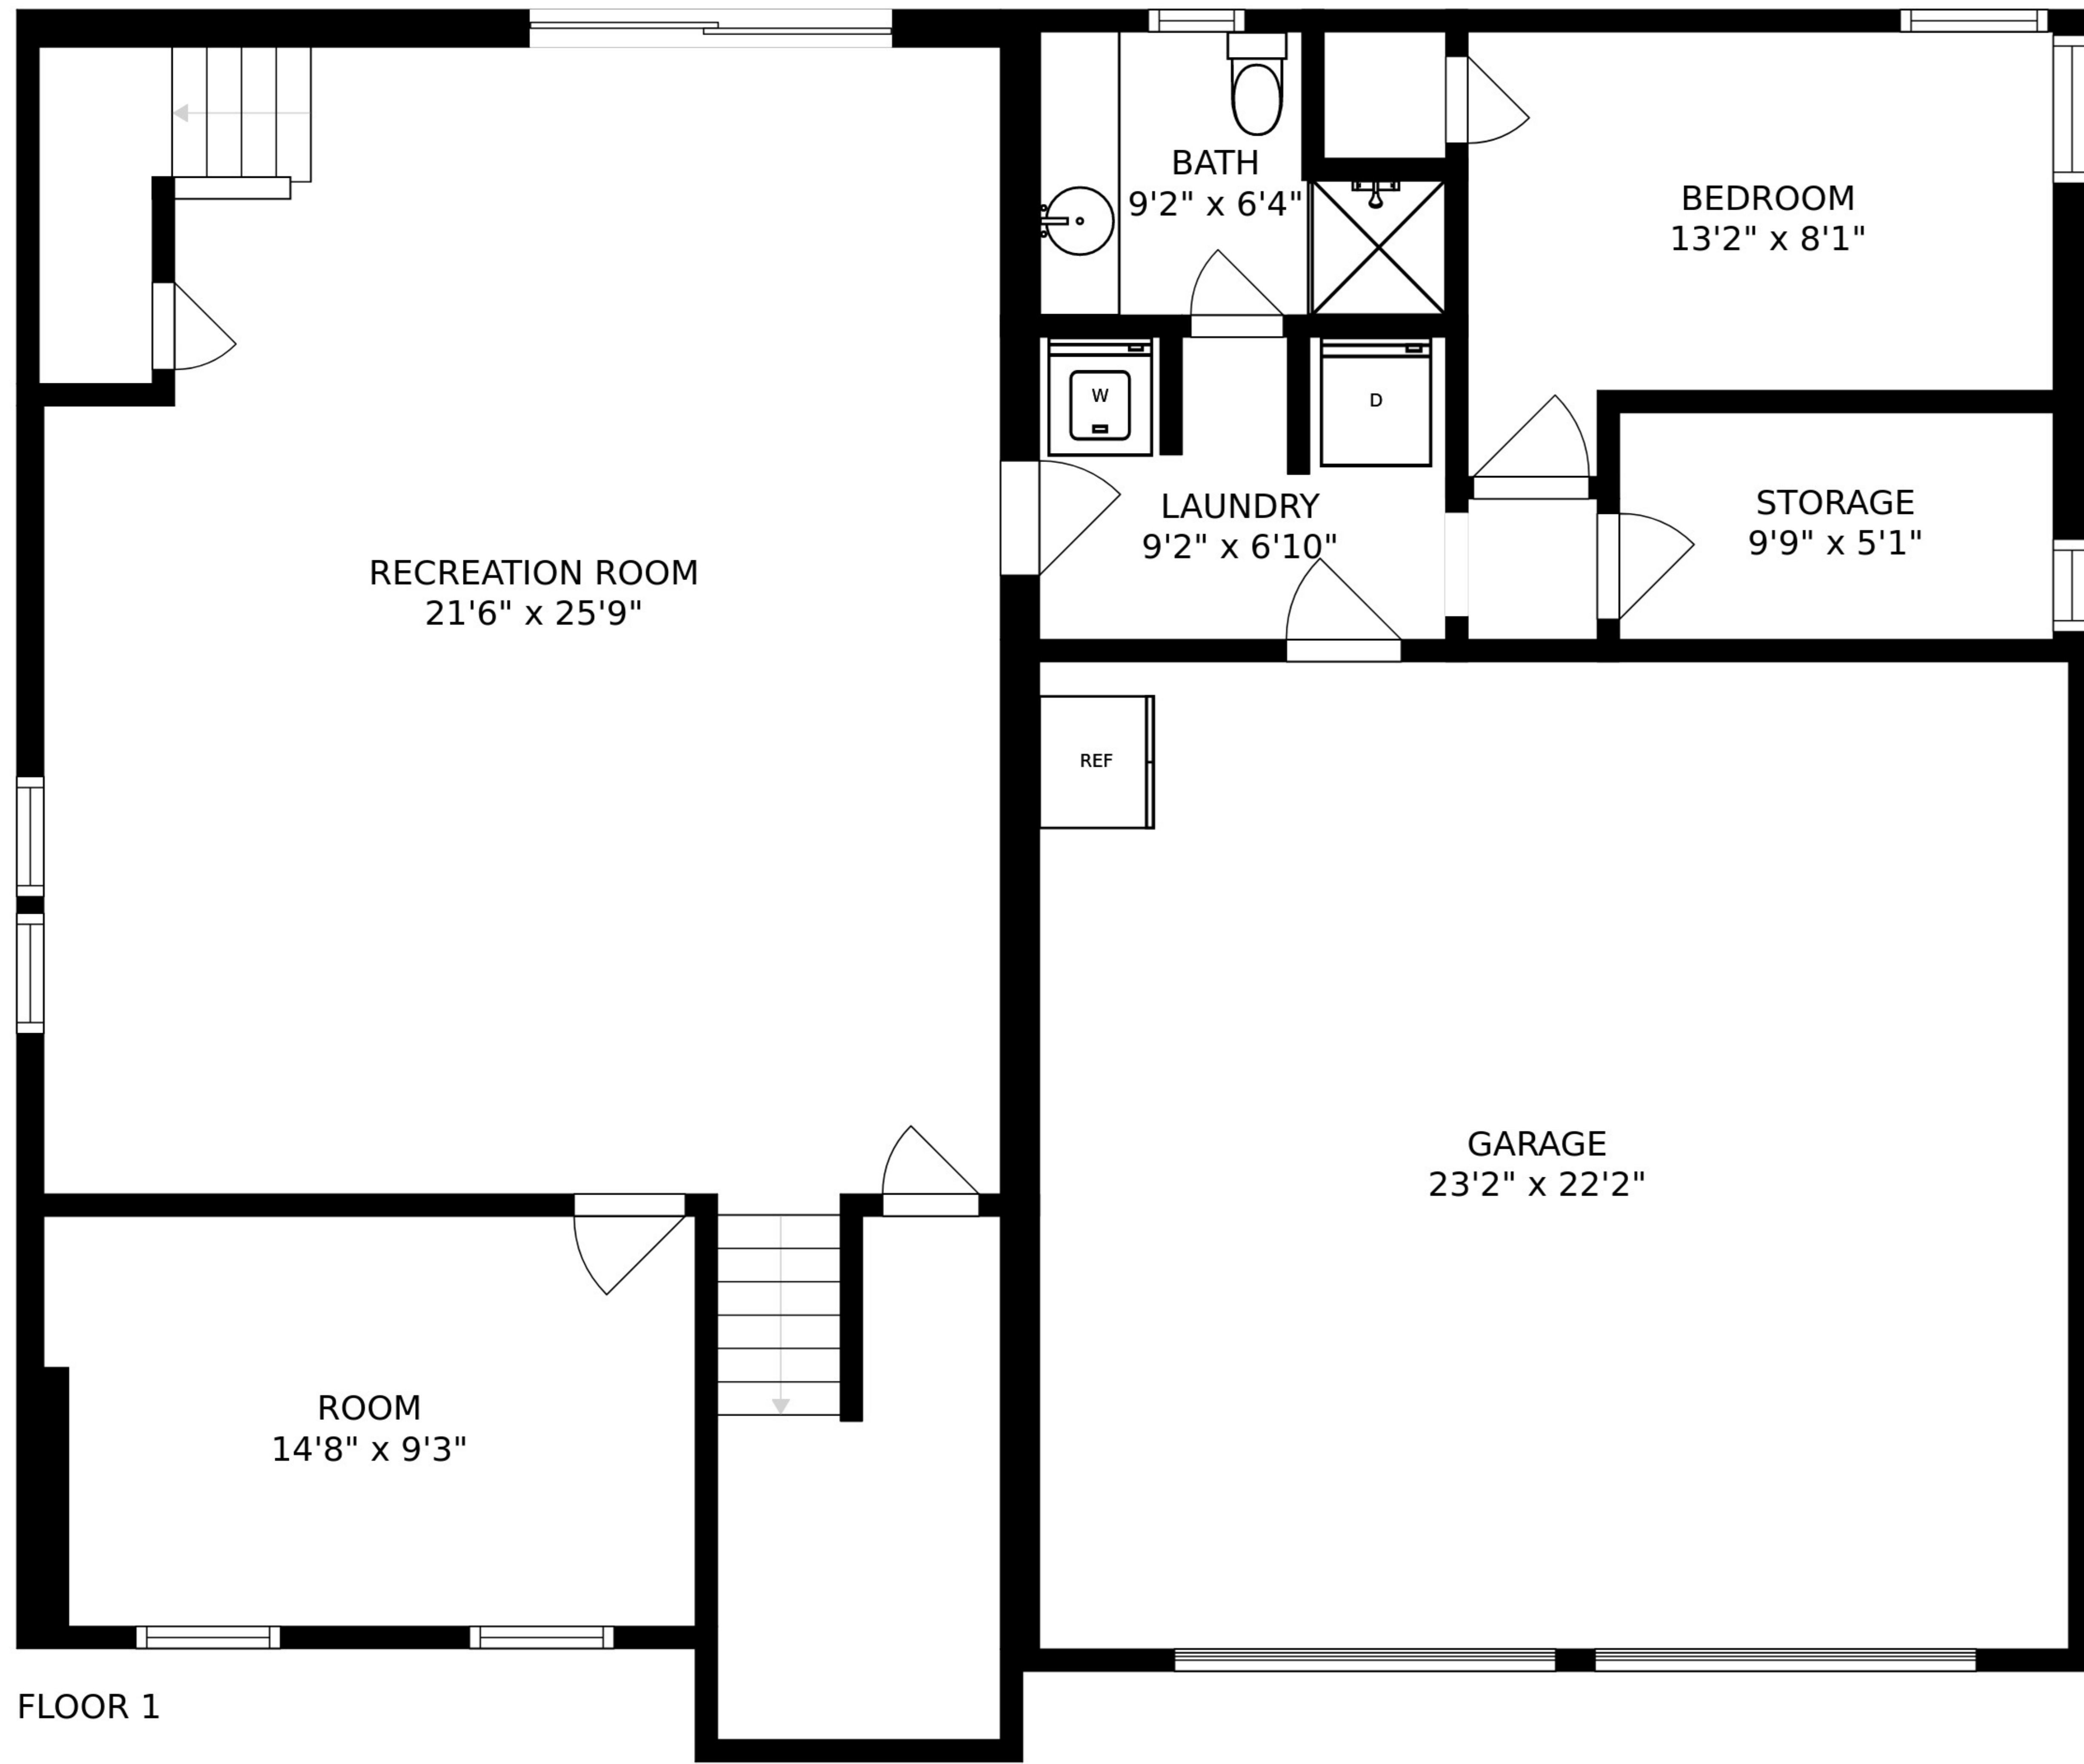 BATH
9'2" x 6'4"
BEDROOM
13'2" x 8'1"
W
D
LAUNDRY
9'2" x 6'10"
STORAGE
9'9" x 5'1"
RECREATION ROOM
21'6" x 25'9"
REF
GARAGE
23'2" x 22'2"
ROOM
14'8" x 9'3"
FLOOR 1